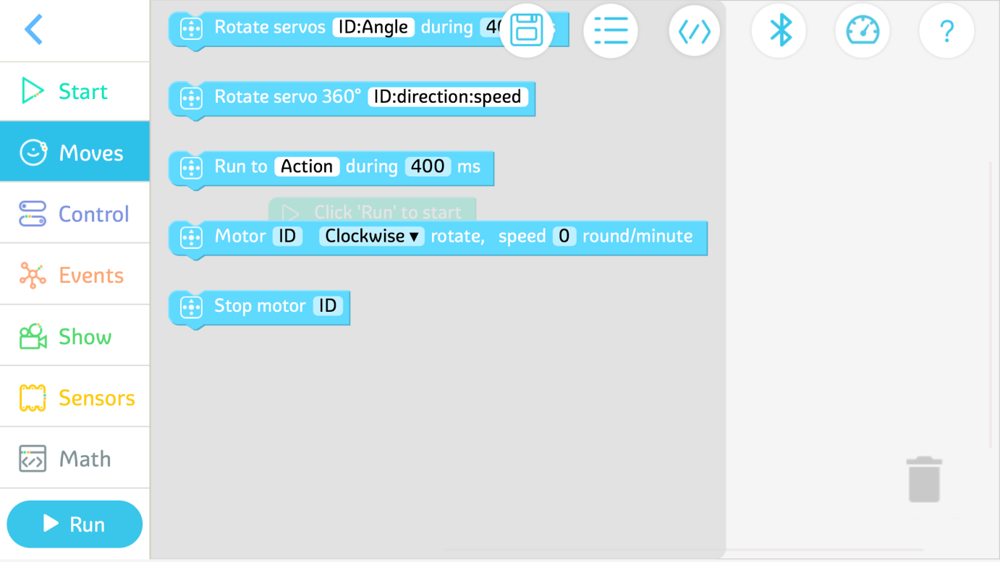 Start
Moves
Control
Events
Show
Sensors
Math
Run
Rotate servos ID:Angle during
Rotate servo 360° ID:direction:speed
Run to Action during 400 ms
Click 'Run' to start
Motor ID Clockwise ▾ rotate, speed 0 round/minute
Stop motor ID
?